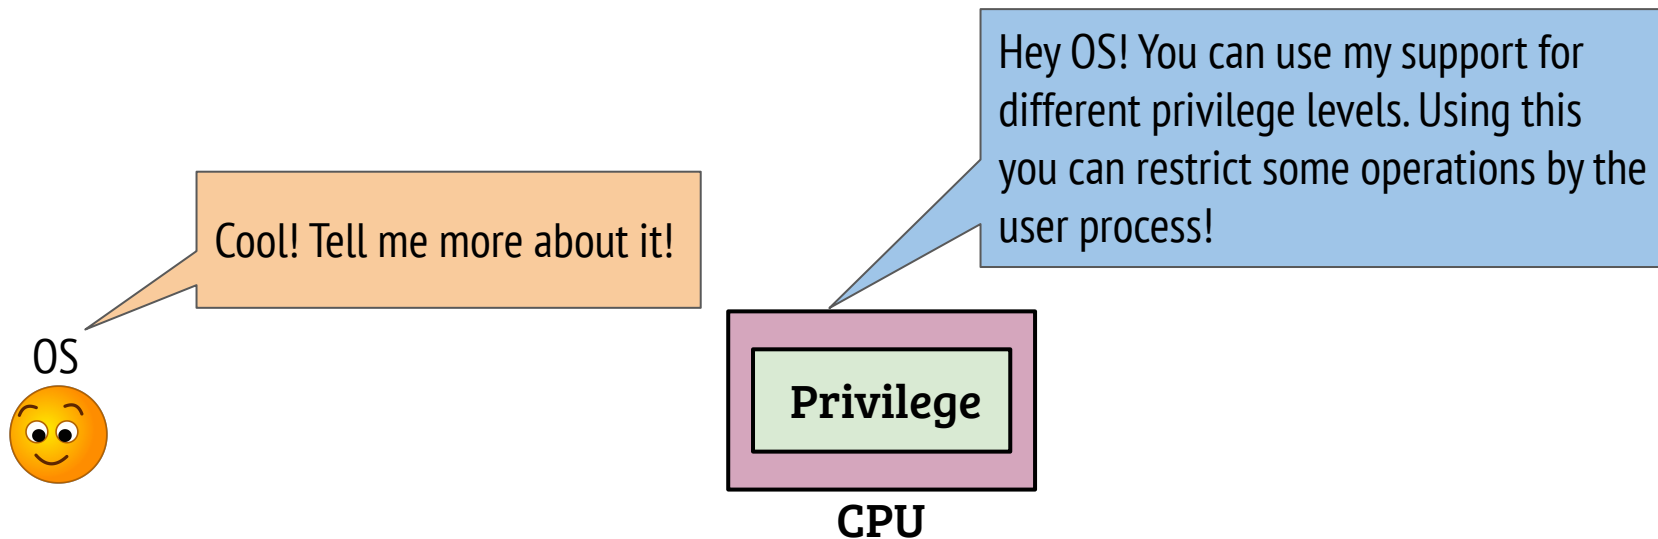 Hey OS! You can use my support for
different privilege levels. Using this
you can restrict some operations by the
user process!
Cool! Tell me more about it!
OS
Privilege
CPU